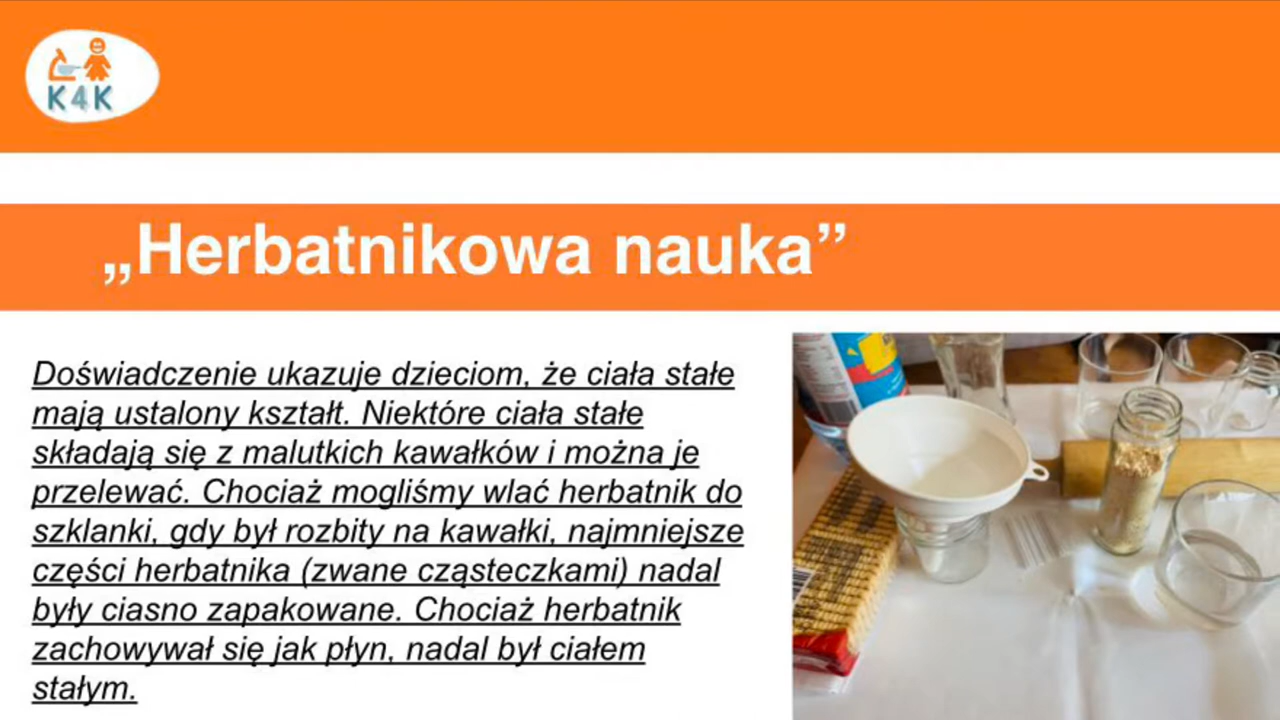 K4K
„Herbatnikowa nauka”
Doświadczenie ukazuje dzieciom, że ciała stałe
mają ustalony kształt. Niektóre ciała stałe
składają się z malutkich kawałków i można je
przelewać. Chociaż mogliśmy wlać herbatnik do
szklanki, gdy był rozbity na kawałki, najmniejsze
części herbatnika (zwane cząsteczkami) nadal
były ciasno zapakowane. Chociaż herbatnik
zachowywał się jak płyn, nadal był ciałem
stałym.